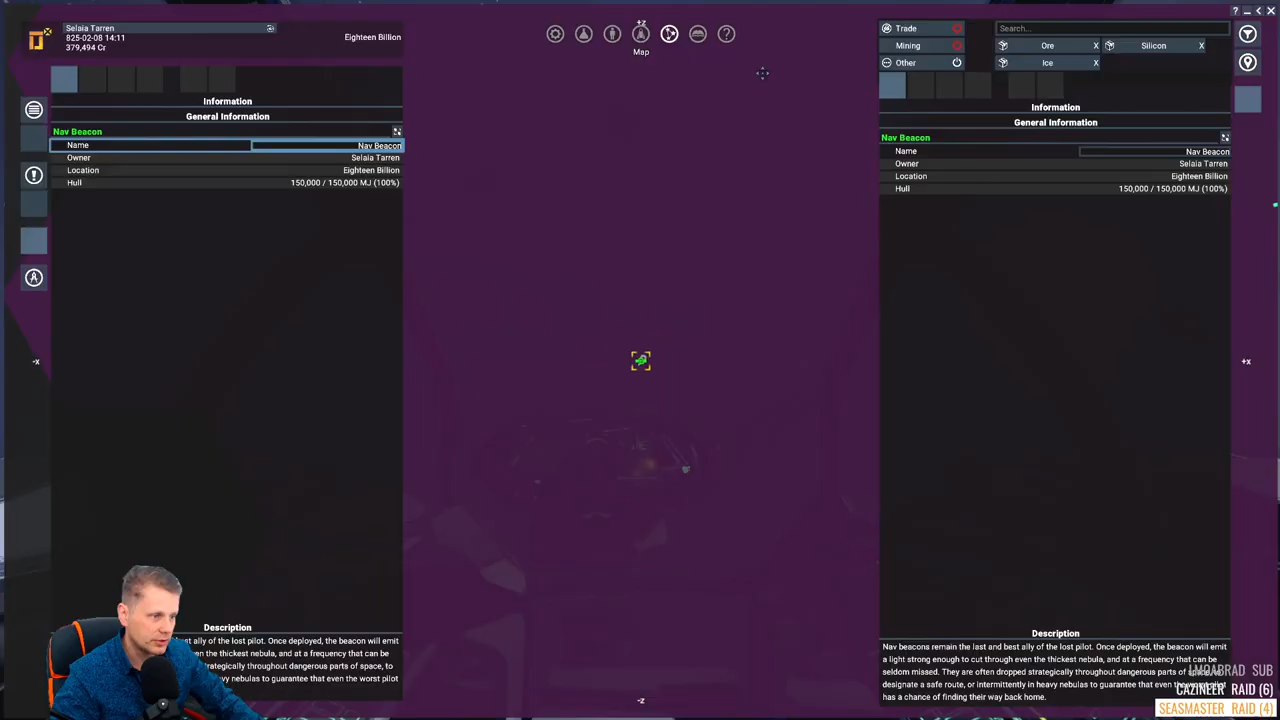 Selaia Tarren
825-02-08 14:11
379,494 Cr
Eighteen Billion
Information
General Information
Nav Beacon
Name Nav Beacon
Owner Selaia Tarren
Location Eighteen Billion
Hull 150,000 / 150,000 MJ (100%)
Description
st ally of the lost pilot. Once deployed, the beacon will emit
ven the thickest nebula, and at a frequency that can be
trategically throughout dangerous parts of space, to
vy nebulas to guarantee that even the worst pilot
+z
Map
-x
+x
-z
?
Trade
Mining
Other
Search...
Ore X
Silicon X
Ice X
Information
General Information
Nav Beacon
Name Nav Beacon
Owner Selaia Tarren
Location Eighteen Billion
Hull 150,000 / 150,000 MJ (100%)
Description
Nav beacons remain the last and best ally of the lost pilot. Once deployed, the beacon will emit
a light strong enough to cut through even the thickest nebula, and at a frequency that can be
seldom missed. They are often dropped strategically throughout dangerous parts of
designate a safe route, or intermittently in heavy nebulas to guarantee that even
has a chance of finding their way back home.
SUB
CAZINEER RAID (6)
SEASMASTER RAID (4)